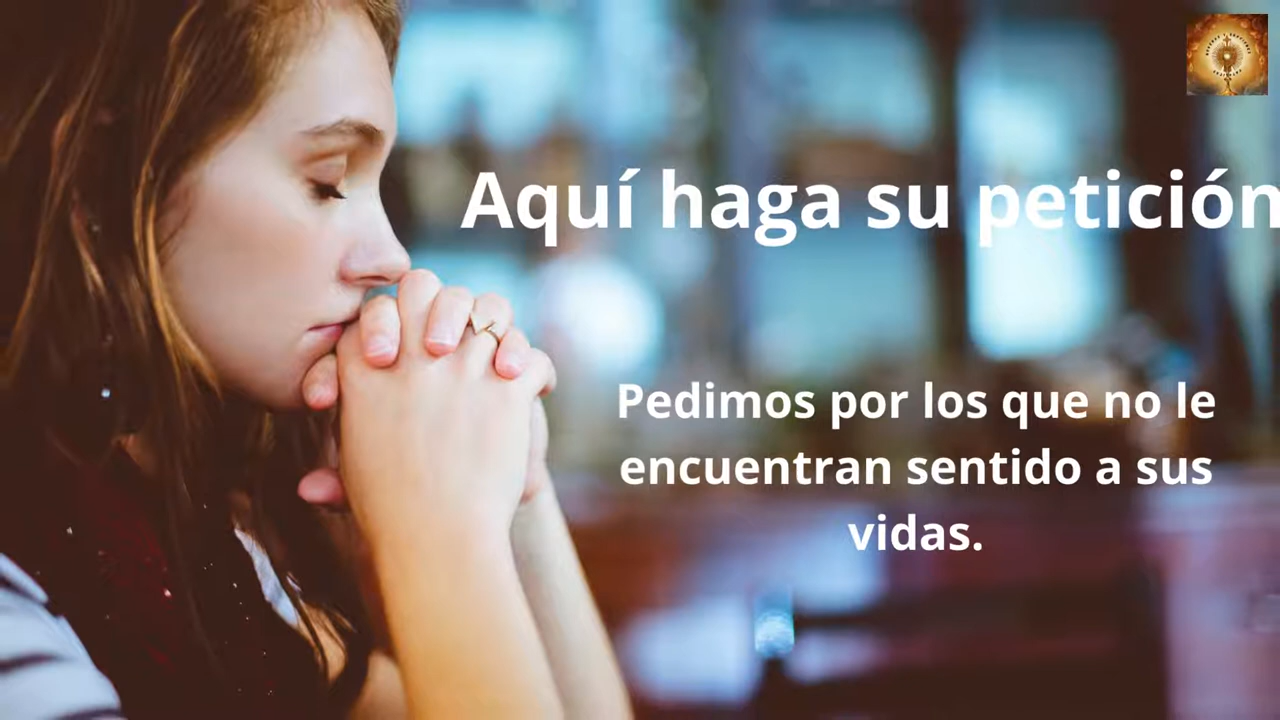 Aquí haga su petición
Pedimos por los que no le
encuentran sentido a sus
vidas.